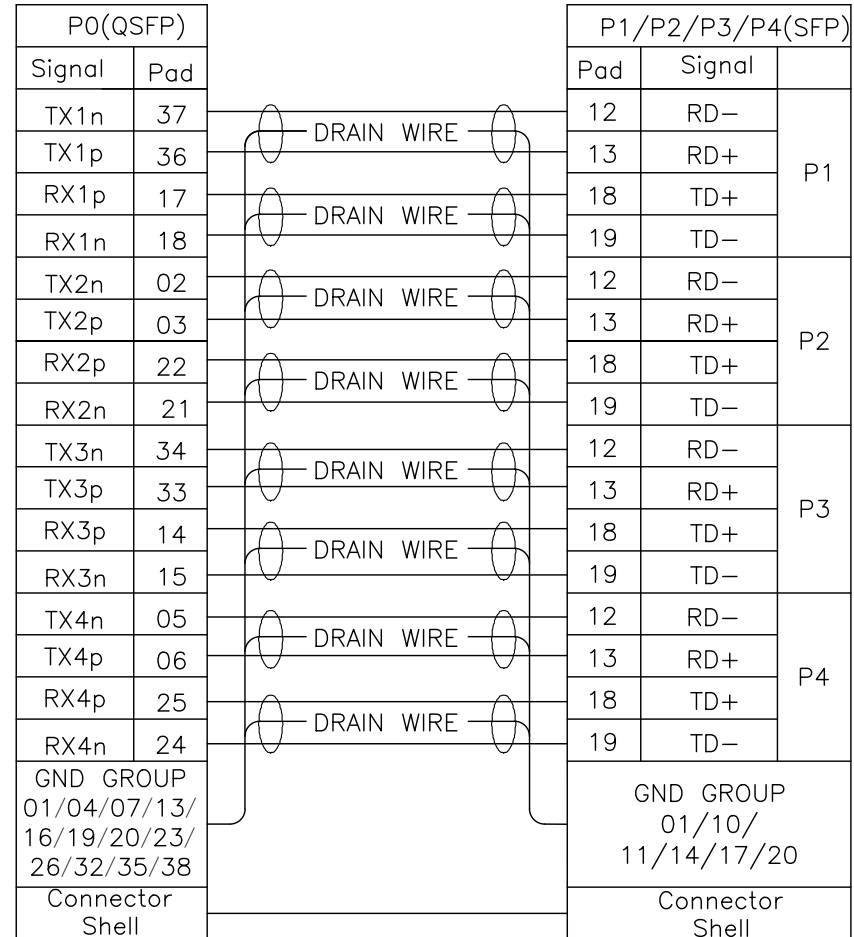 P0(QSFP) P1/P2/P3/P4(SFP)
Signal Pad Pad Signal
TX1n 37 12 RD−
DRAIN WIRE
TX1p 36 13 RD+
P1
RX1p 17 18 TD+
DRAIN WIRE
RX1n 18 19 TD−
TX2n 02 12 RD−
DRAIN WIRE
TX2p 03 13 RD+
P2
RX2p 22 18 TD+
DRAIN WIRE
RX2n 21 19 TD−
TX3n 34 12 RD−
DRAIN WIRE
TX3p 33 13 RD+
P3
RX3p 14 18 TD+
DRAIN WIRE
RX3n 15 19 TD−
TX4n 05 12 RD−
DRAIN WIRE
TX4p 06 13 RD+
P4
RX4p 25 18 TD+
DRAIN WIRE
RX4n 24 19 TD−
GND GROUP
01/04/07/13/
16/19/20/23/
26/32/35/38
GND GROUP
01/10/
11/14/17/20
Connector
Shell
Connector
Shell